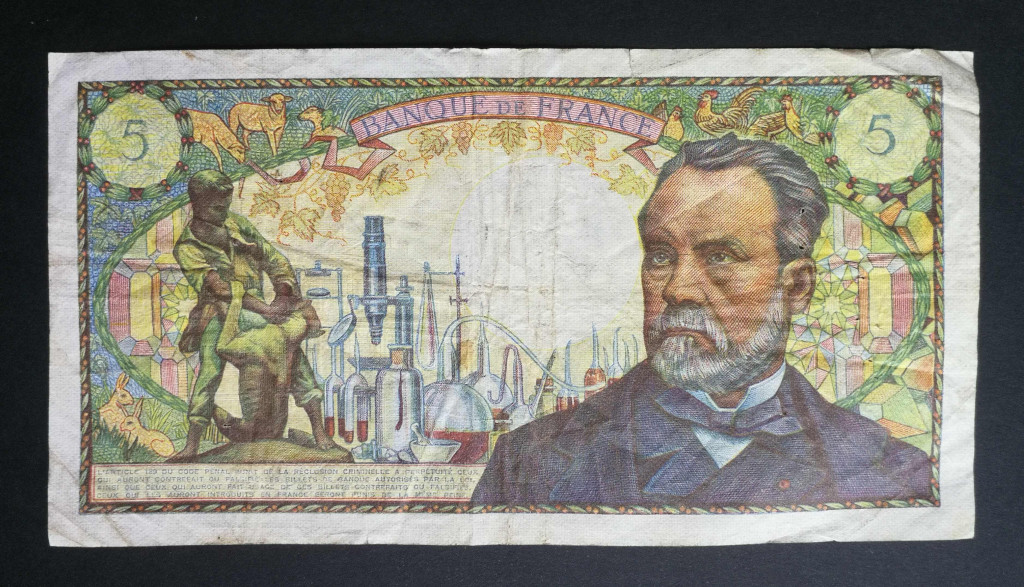 5
BANQUE DE FRANCE
5
L'ARTICLE 139 DU CODE PÉNAL PUNIT DE LA RÉCLUSION CRIMINELLE À PERPÉTUITÉ CEUX
QUI AURONT CONTREFAIT OU FALSIFIÉ LES BILLETS DE BANQUE AUTORISÉS PAR LA LOI,
AINSI QUE CEUX QUI AURONT FAIT USAGE DE CES BILLETS CONTREFAITS OU FALSIFIÉS.
CEUX QUI LES AURONT INTRODUITS EN FRANCE SERONT PUNIS DE LA MÊME PEINE